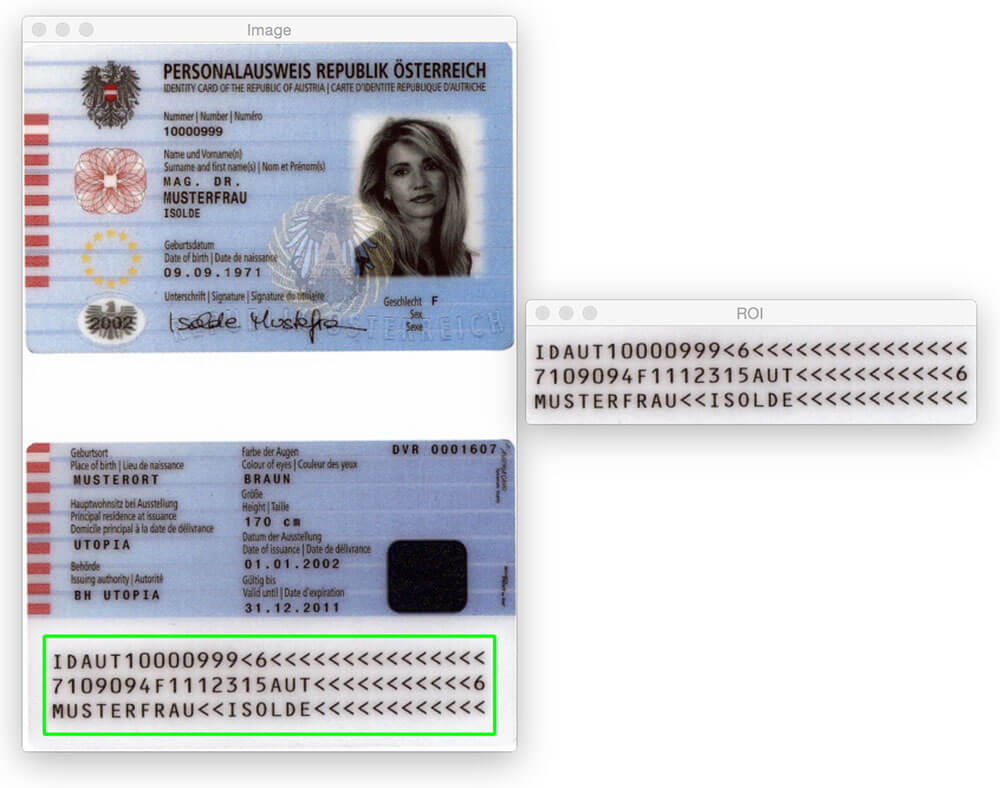 Image
PERSONALAUSWEIS REPUBLIK ÖSTERREICH
IDENTITY CARD OF THE REPUBLIC OF AUSTRIA | CARTE D'IDENTITE REPUBLIQUE D'AUTRICHE
Nummer | Number | Numéro
10000999
Name und Vorname(n)
Surname and first name(s) | Nom et Prénom(s)
MAG. DR.
MUSTERFRAU
ISOLDE
Geburtsdatum
Date of birth | Date de naissance
09.09.1971
Unterschrift | Signature | Signature du titulaire
Geschlecht F
Sex
Sexe
2002
A
Isolde Musterfrau
Geburtsort
Place of birth | Lieu de naissance
MUSTERORT
Hauptwohnsitz bei Ausstellung
Principal residence at issuance
Domicile principal à la date de délivrance
UTOPIA
Behörde
Issuing authority | Autorité
BH UTOPIA
Farbe der Augen
Colour of eyes | Couleur des yeux
BRAUN
Größe
Height | Taille
170 cm
Datum der Ausstellung
Date of issuance | Date de délivrance
01.01.2002
Gültig bis
Valid until | Date d'expiration
31.12.2011
DVR 0001607
IDAUT10000999<6<<<<<<<<<<<<<<<
7109094F1112315AUT<<<<<<<<<<<6
MUSTERFRAU<<ISOLDE<<<<<<<<<<<<
ROI
IDAUT10000999<6<<<<<<<<<<<<<<<
7109094F1112315AUT<<<<<<<<<<<6
MUSTERFRAU<<ISOLDE<<<<<<<<<<<<